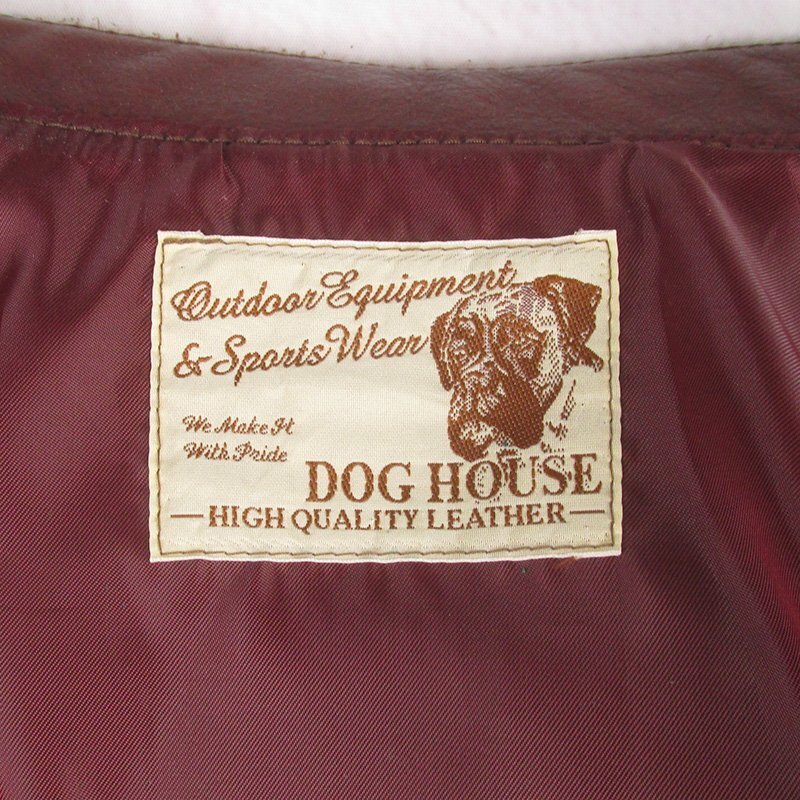 Outdoor Equipment
& Sports Wear
We Make It
With Pride
DOG HOUSE
HIGH QUALITY LEATHER